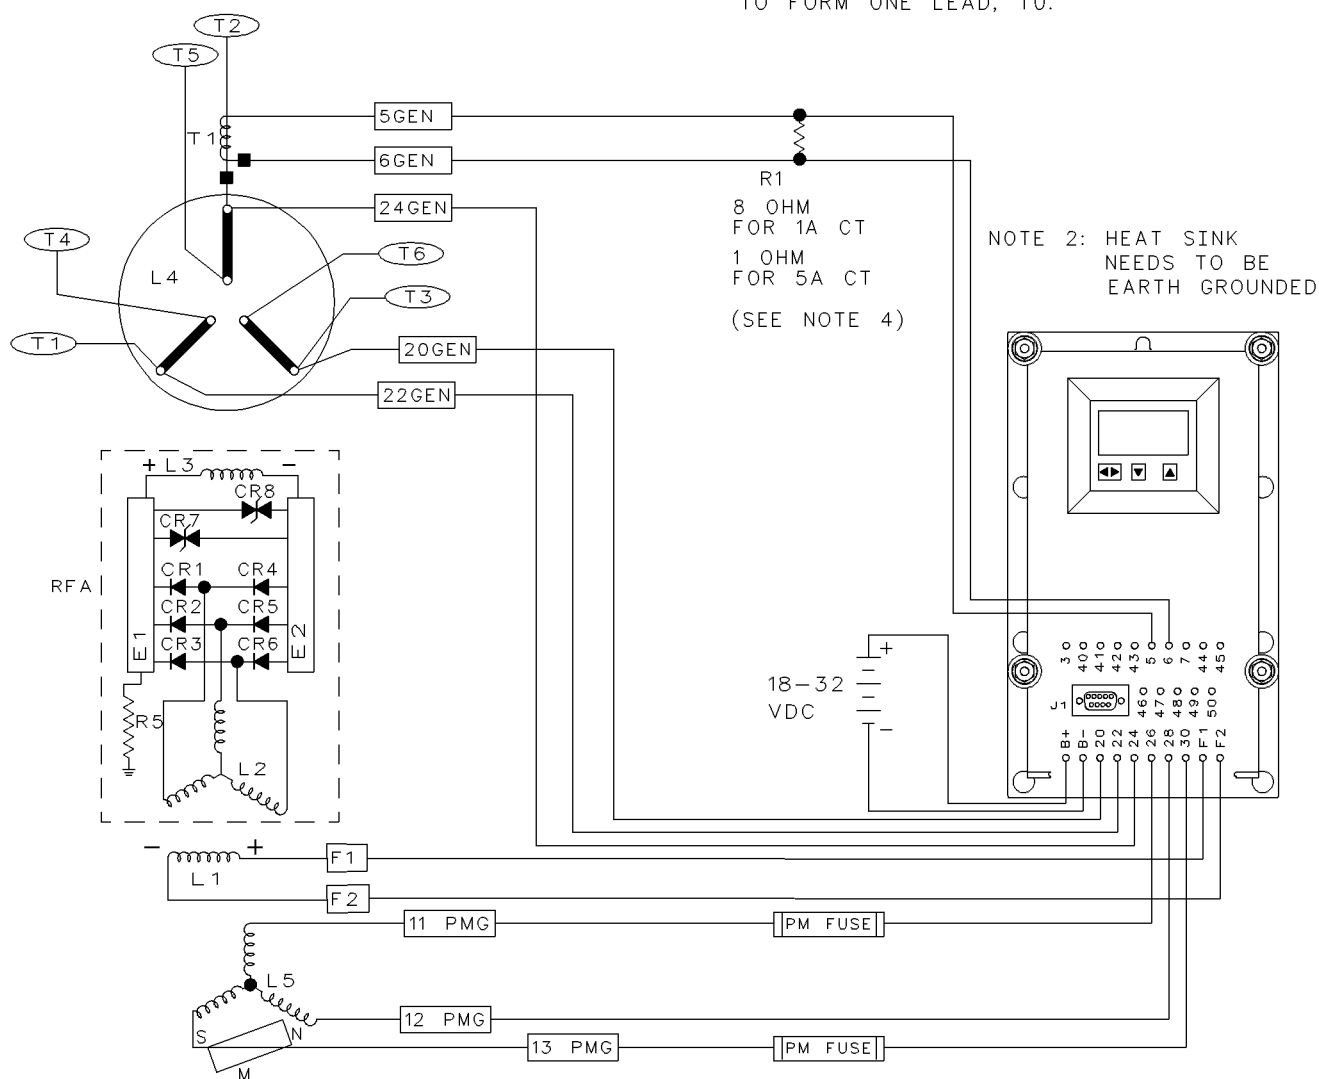 TO FORM ONE LEAD, T0.
T2
T5
5GEN
T1
6GEN
R1
8 OHM
FOR 1A CT
1 OHM
FOR 5A CT
(SEE NOTE 4)
24GEN
T4
L4
T6
T3
T1
20GEN
22GEN
NOTE 2: HEAT SINK
NEEDS TO BE
EARTH GROUNDED
+ L3 −
CR8
CR7
RFA
CR1 CR4
CR2 CR5
CR3 CR6
E1
E2
R5
L2
18-32
VDC
+
−
3 40 41 42 43 5 6 7 44 45
J1
46 47 48 49 50
B+ B- 20 22 24 26 28 30 F1 F2
− +
L1
F1
F2
11 PMG
PM FUSE
L5
12 PMG
S
N
M
13 PMG
PM FUSE